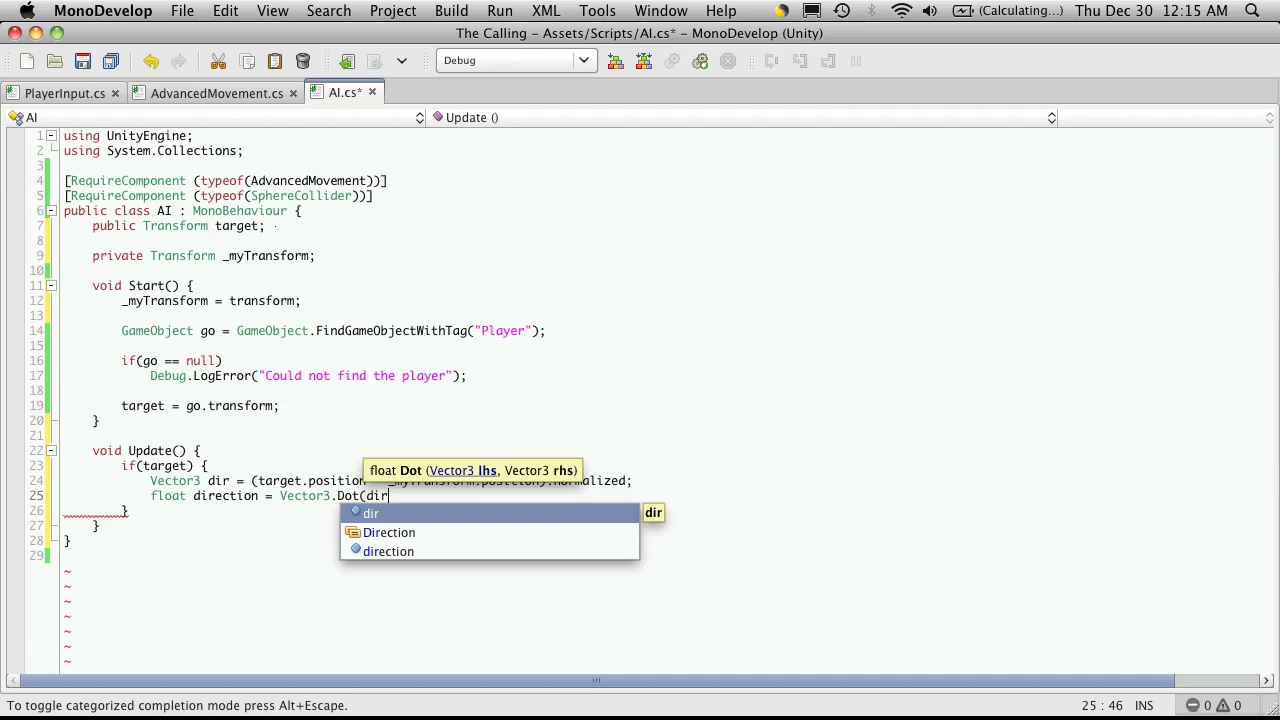 MonoDevelop File Edit View Search Project Build Run XML Tools Window Help (Calculating...) Thu Dec 30 12:15 AM
The Calling - Assets/Scripts/AI.cs* - MonoDevelop (Unity)
Debug
PlayerInput.cs AdvancedMovement.cs AI.cs*
AI Update ()
1 using UnityEngine;
2 using System.Collections;
3
4 [RequireComponent (typeof(AdvancedMovement))]
5 [RequireComponent (typeof(SphereCollider))]
6 public class AI : MonoBehaviour {
7 public Transform target;
8
9 private Transform _myTransform;
10
11 void Start() {
12 _myTransform = transform;
13
14 GameObject go = GameObject.FindGameObjectWithTag("Player");
15
16 if(go == null)
17 Debug.LogError("Could not find the player");
18
19 target = go.transform;
20 }
21
22 void Update() {
23 if(target) {
float Dot (Vector3 lhs, Vector3 rhs)
24 Vector3 dir = (target.position - _myTransform.position).normalized;
25 float direction = Vector3.Dot(dir
26 }
dir dir
27 }
Direction
28 }
direction
29
~
~
~
~
~
~
~
To toggle categorized completion mode press Alt+Escape. 25 : 46 INS 0 0